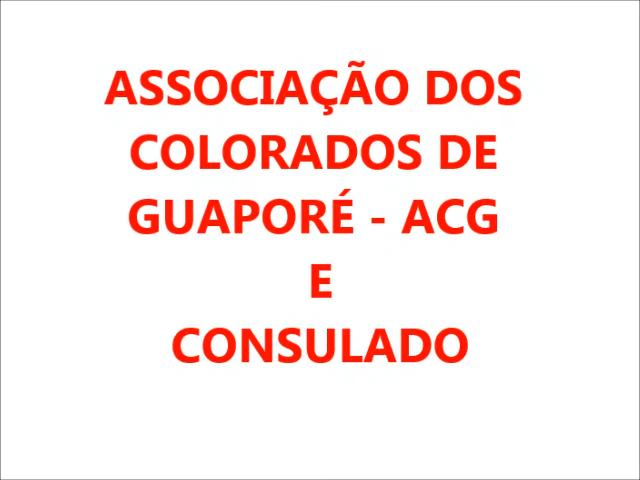 ASSOCIAÇÃO DOS
COLORADOS DE
GUAPORÉ - ACG
E
CONSULADO